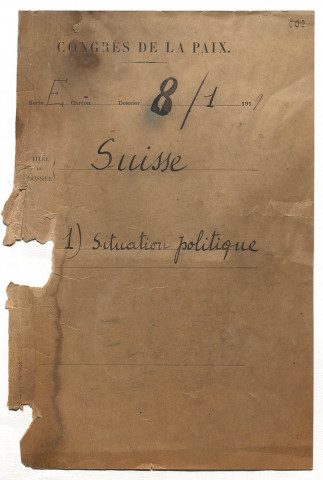 CONGRÈS DE LA PAIX.
Série E. Carton Dossier 8/1 191
TITRE
DU
DOSSIER
Suisse
1) Situation politique